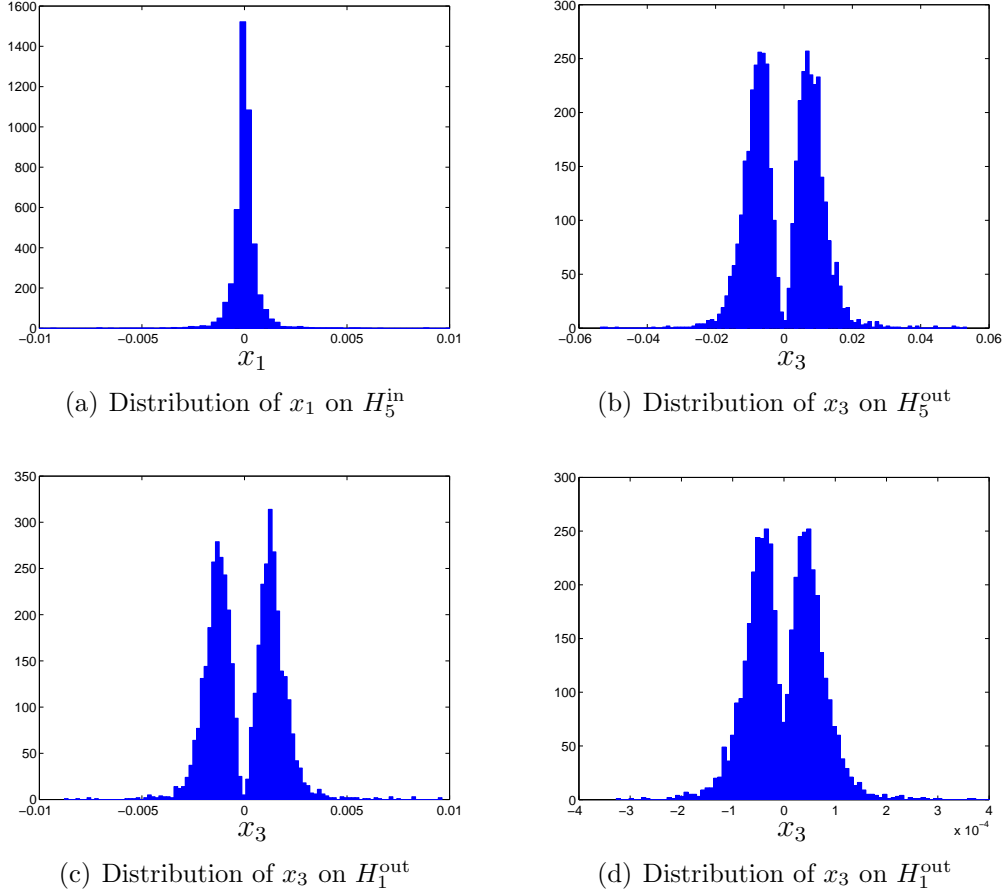 1600
1400
1200
1000
800
600
400
200
0
−0.01 −0.005 0 0.005 0.01
x₁
(a) Distribution of x₁ on H₅ⁱⁿ
300
250
200
150
100
50
0
−0.06 −0.04 −0.02 0 0.02 0.04 0.06
x₃
(b) Distribution of x₃ on H₅ᵒᵘᵗ
350
300
250
200
150
100
50
0
−0.01 −0.005 0 0.005 0.01
x₃
(c) Distribution of x₃ on H₁ᵒᵘᵗ
300
250
200
150
100
50
0
−4 −3 −2 −1 0 1 2 3 4
x 10⁻⁴
x₃
(d) Distribution of x₃ on H₁ᵒᵘᵗ